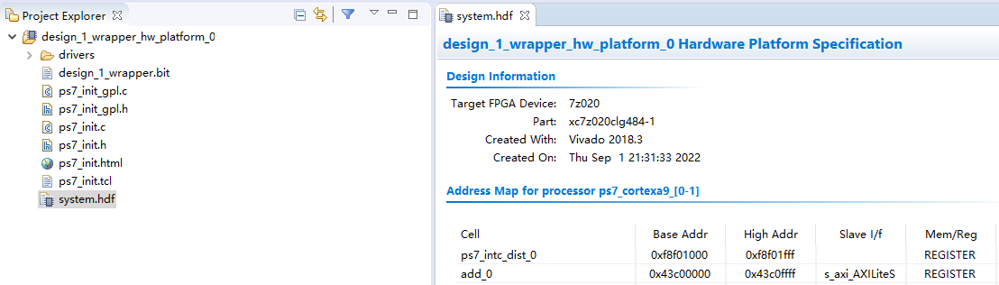 Project Explorer
design_1_wrapper_hw_platform_0
drivers
design_1_wrapper.bit
ps7_init_gpl.c
ps7_init_gpl.h
ps7_init.c
ps7_init.h
ps7_init.html
ps7_init.tcl
system.hdf
system.hdf
design_1_wrapper_hw_platform_0 Hardware Platform Specification
Design Information
Target FPGA Device: 7z020
Part: xc7z020clg484-1
Created With: Vivado 2018.3
Created On: Thu Sep 1 21:31:33 2022
Address Map for processor ps7_cortexa9_[0-1]
Cell Base Addr High Addr Slave I/f Mem/Reg
ps7_intc_dist_0 0xf8f01000 0xf8f01fff REGISTER
add_0 0x43c00000 0x43c0ffff s_axi_AXILiteS REGISTER